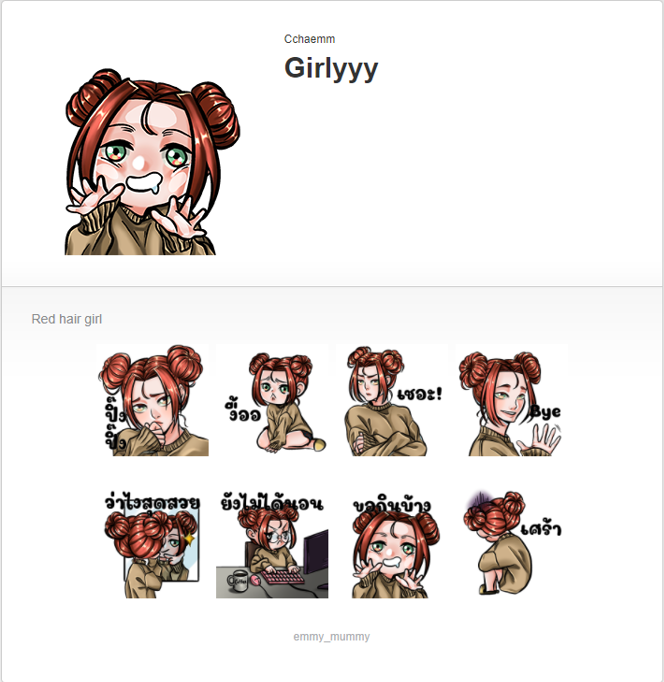 Cchaemm
Girlyyy
Red hair girl
ปิ๊ง
ปิ๊ง
งื้ออ
เชอะ!
Bye
ว่าไงสุดสวย
ยังไม่ได้นอน
ขอกินบ้าง
เศร้า
emmy_mummy